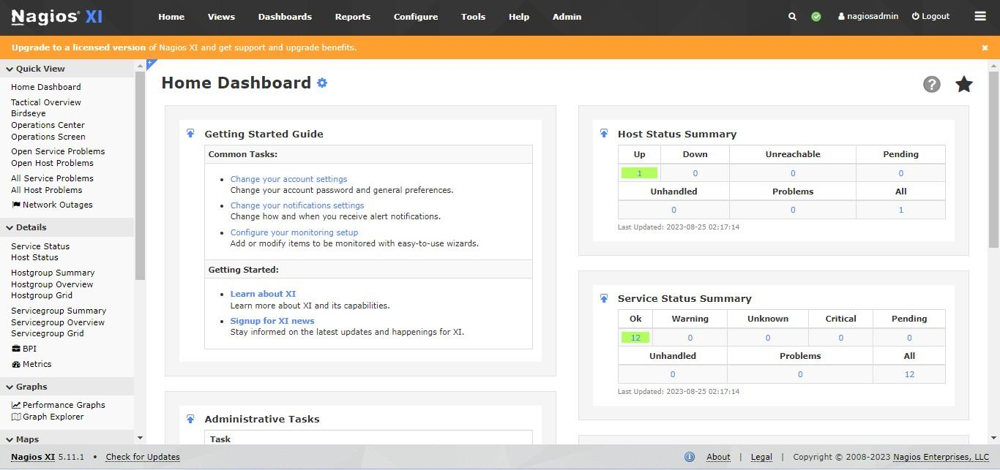 Nagios® XI
Home Views Dashboards Reports Configure Tools Help Admin
nagiosadmin Logout
Upgrade to a licensed version of Nagios XI and get support and upgrade benefits.
Quick View
Home Dashboard
Tactical Overview
Birdseye
Operations Center
Operations Screen
Open Service Problems
Open Host Problems
All Service Problems
All Host Problems
Network Outages
Details
Service Status
Host Status
Hostgroup Summary
Hostgroup Overview
Hostgroup Grid
Servicegroup Summary
Servicegroup Overview
Servicegroup Grid
BPI
Metrics
Graphs
Performance Graphs
Graph Explorer
Maps
Home Dashboard
Getting Started Guide
Common Tasks:
Change your account settings
Change your account password and general preferences.
Change your notifications settings
Change how and when you receive alert notifications.
Configure your monitoring setup
Add or modify items to be monitored with easy-to-use wizards.
Getting Started:
Learn about XI
Learn more about XI and its capabilities.
Signup for XI news
Stay informed on the latest updates and happenings for XI.
Administrative Tasks
Task
Host Status Summary
Up Down Unreachable Pending
1 0 0 0
Unhandled Problems All
0 0 1
Last Updated: 2023-08-25 02:17:14
Service Status Summary
Ok Warning Unknown Critical Pending
12 0 0 0 0
Unhandled Problems All
0 0 12
Last Updated: 2023-08-25 02:17:14
Nagios XI 5.11.1 • Check for Updates
About | Legal | Copyright © 2008-2023 Nagios Enterprises, LLC